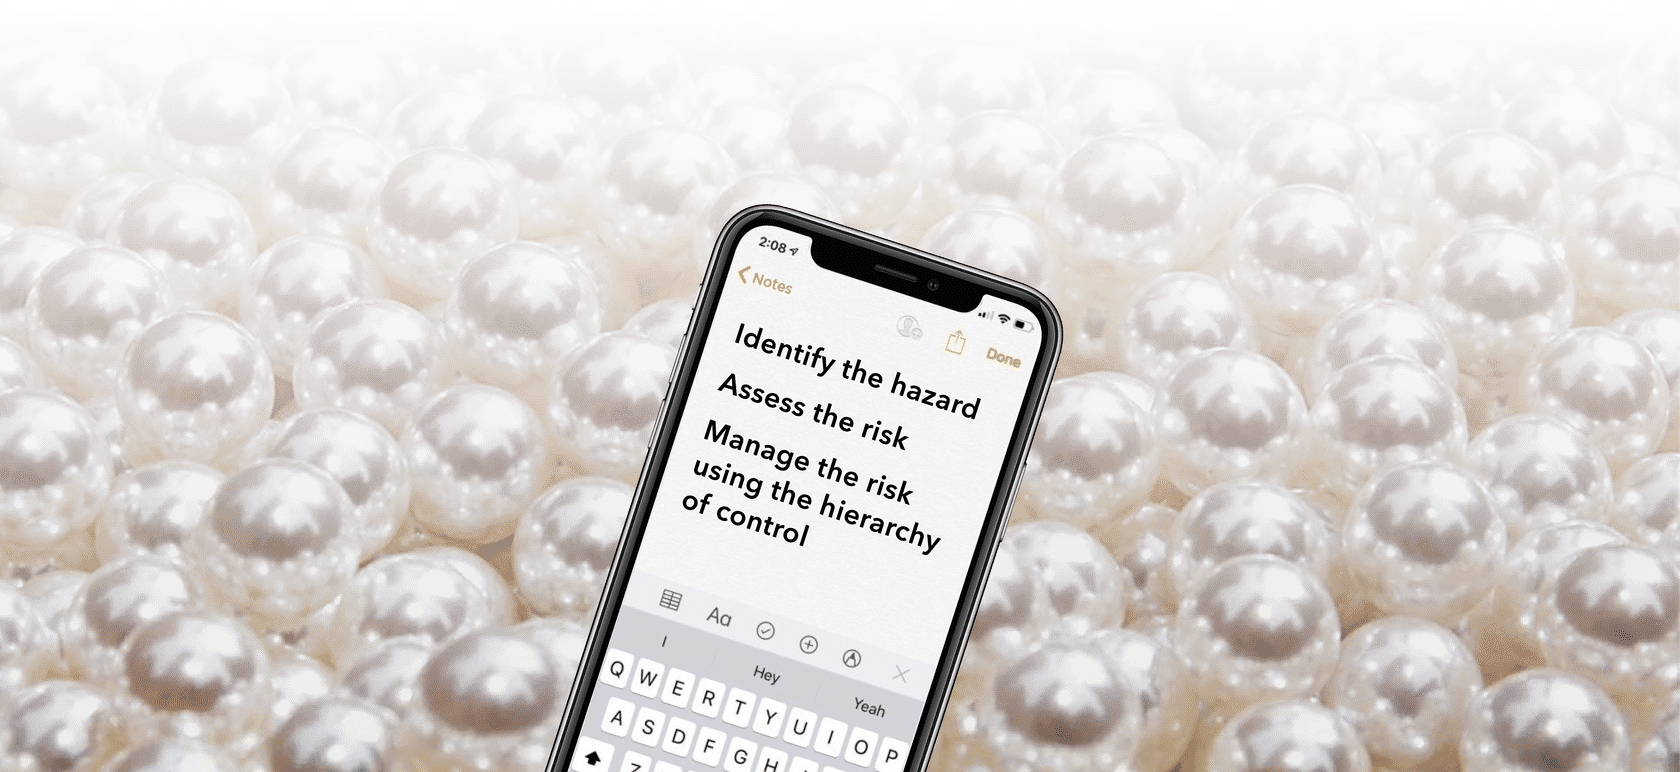 2:08
Notes
Done
Identify the hazard
Assess the risk
Manage the risk
using the hierarchy
of control
Aa
I Hey Yeah
Q W E R T Y U I O P
A S D F G H
Z